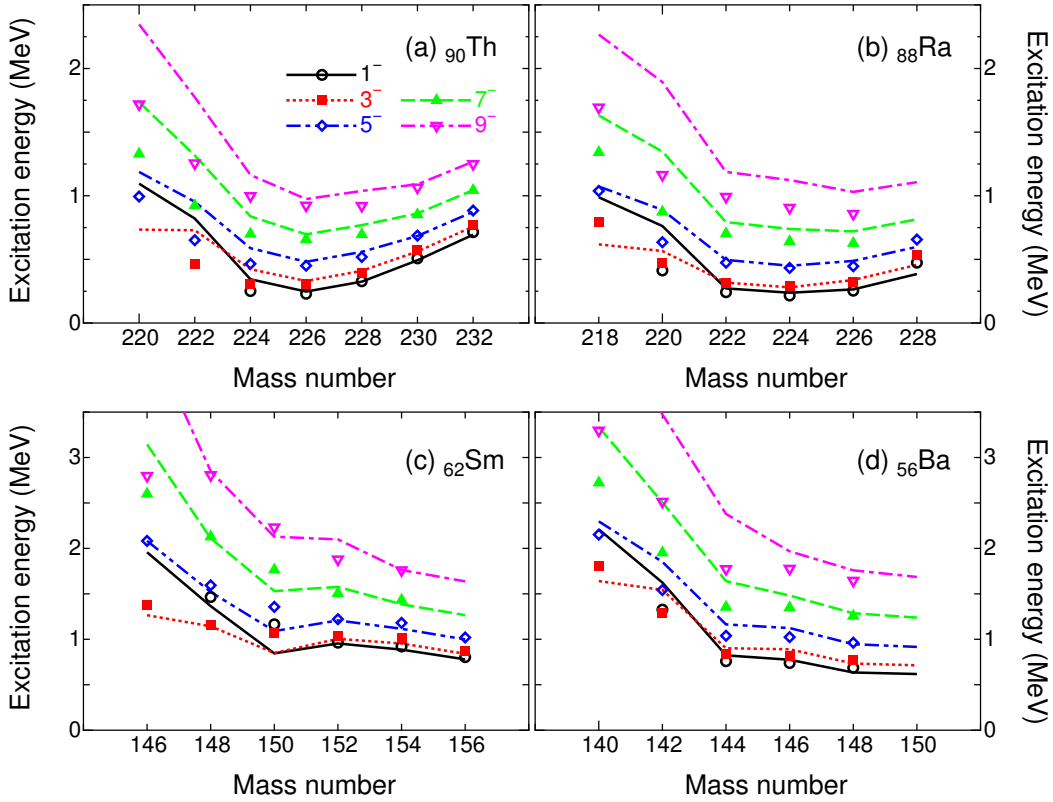 Excitation energy (MeV)
2
1
0
(a) ₉₀Th
1⁻
3⁻
5⁻
7⁻
9⁻
220 222 224 226 228 230 232
Mass number
(b) ₈₈Ra
218 220 222 224 226 228
Mass number
2
1
0
Excitation energy (MeV)
Excitation energy (MeV)
3
2
1
0
(c) ₆₂Sm
146 148 150 152 154 156
Mass number
(d) ₅₆Ba
140 142 144 146 148 150
Mass number
3
2
1
0
Excitation energy (MeV)